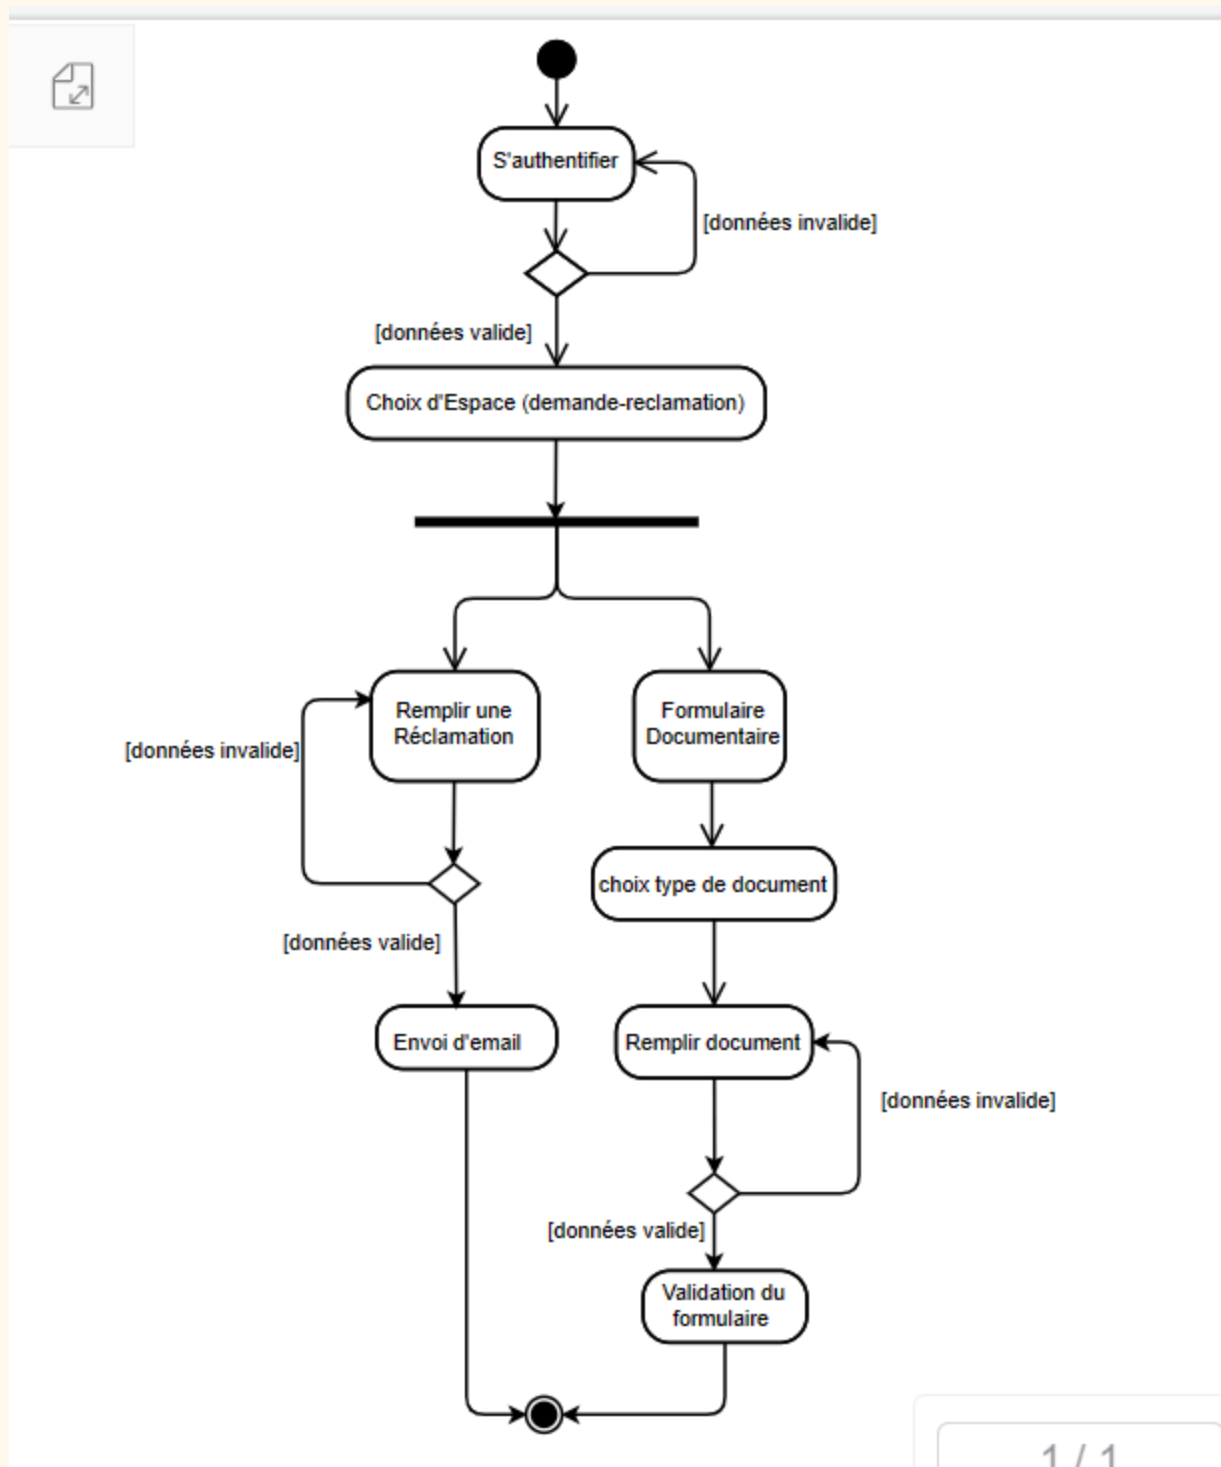 S'authentifier
[données invalide]
[données valide]
Choix d'Espace (demande-reclamation)
Remplir une
Réclamation
Formulaire
Documentaire
[données invalide]
choix type de document
[données valide]
Envoi d'email
Remplir document
[données invalide]
[données valide]
Validation du
formulaire
1 / 1